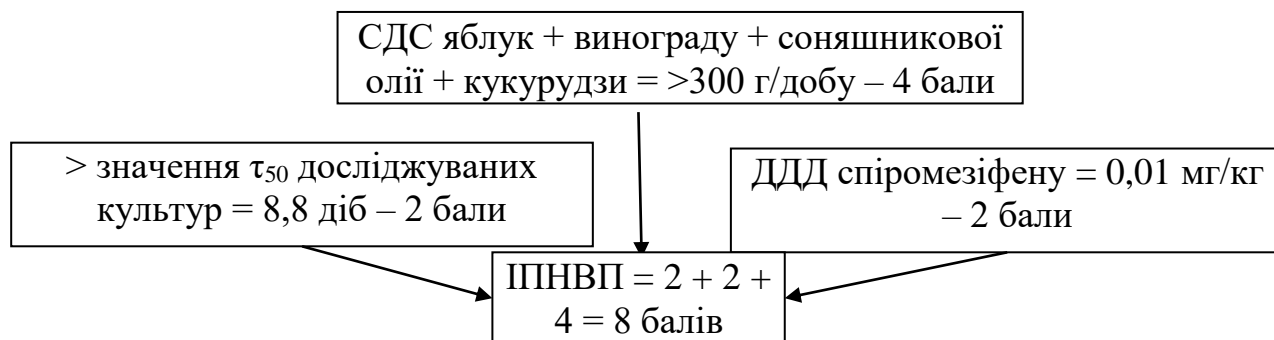 СДС яблук + винограду + соняшникової
олії + кукурудзи = >300 г/добу – 4 бали
> значення τ50 досліджуваних
культур = 8,8 діб – 2 бали
ДДД спіромезіфену = 0,01 мг/кг
– 2 бали
ІПНВП = 2 + 2 +
4 = 8 балів